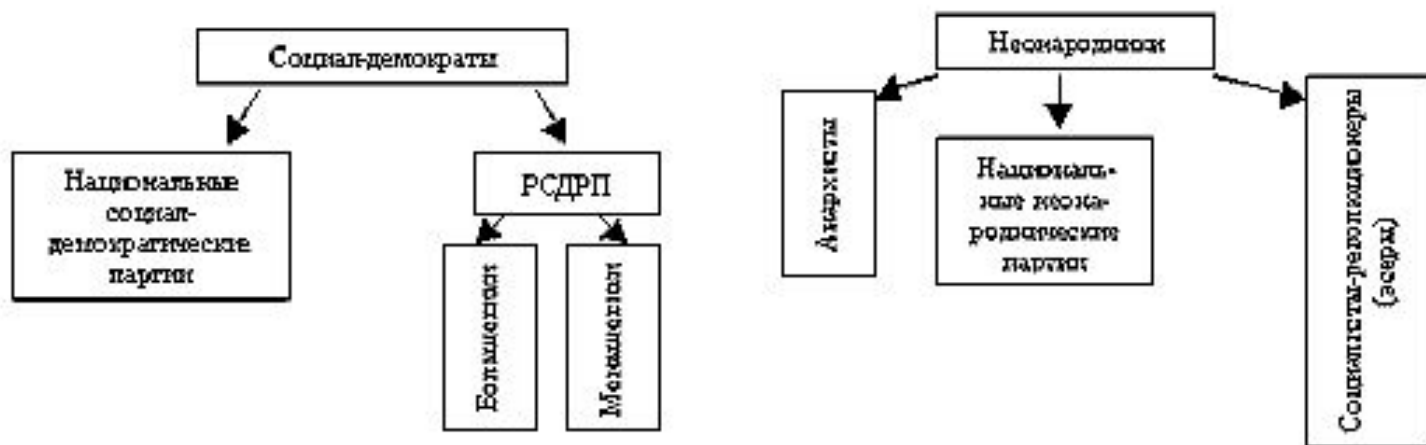 Социал-демократы
Национальные
социал-
демократические
партии
РСДРП
Большевики
Меньшевики
Неонародники
Анархисты
Националь-
ные неона-
роднические
партии
Социалисты-революционеры
(эсеры)